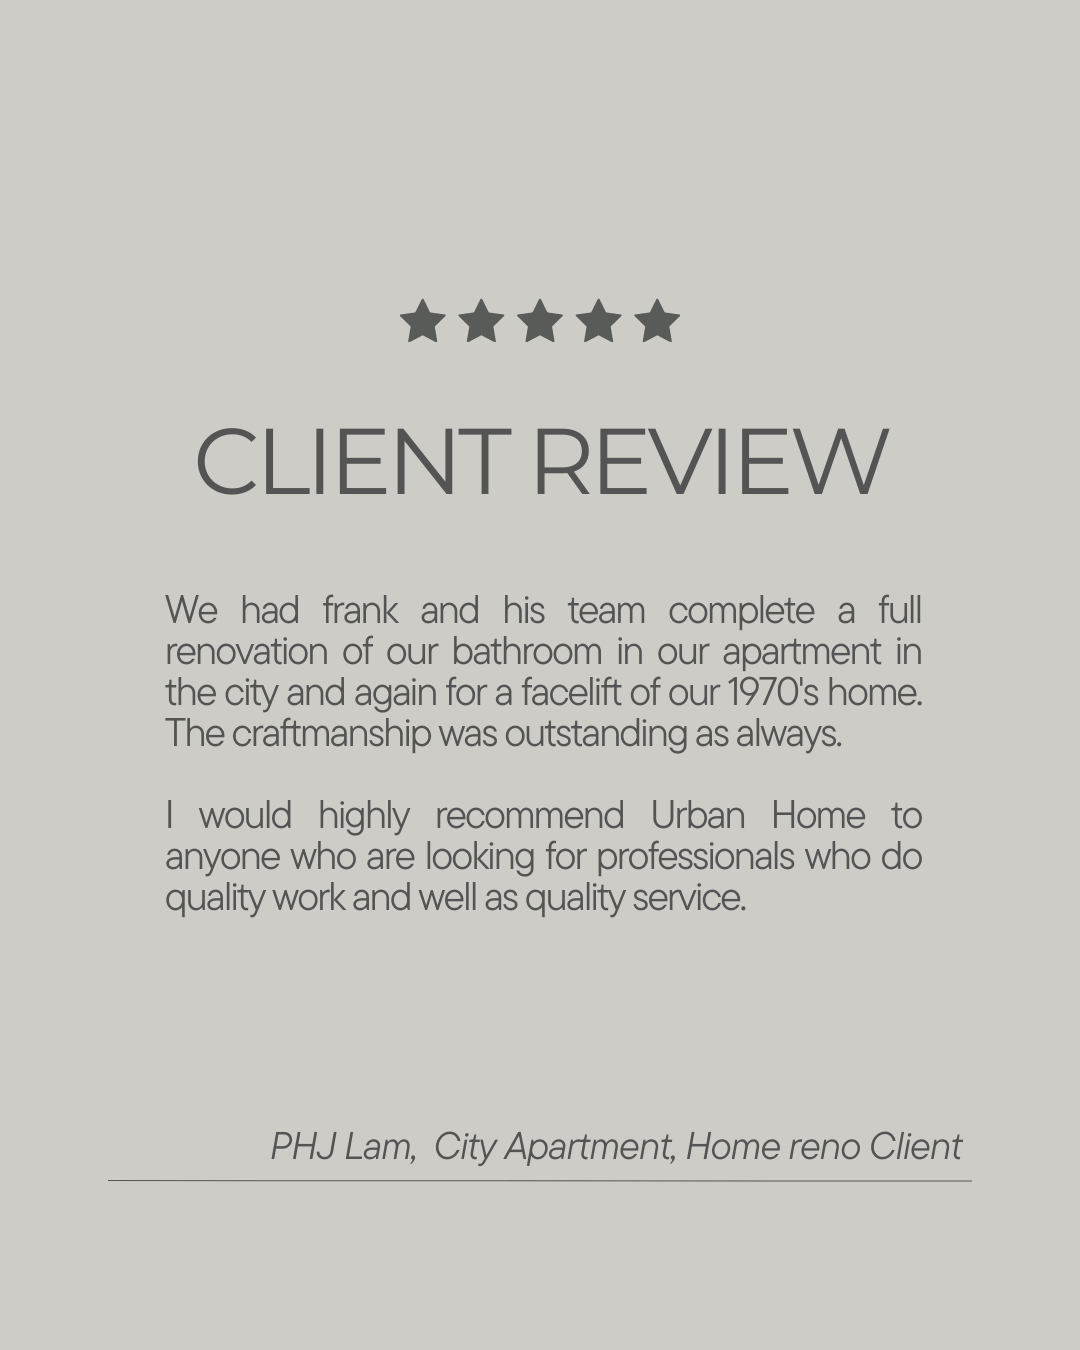 CLIENT REVIEW
We had frank and his team complete a full
renovation of our bathroom in our apartment in
the city and again for a facelift of our 1970's home.
The craftmanship was outstanding as always.
I would highly recommend Urban Home to
anyone who are looking for professionals who do
quality work and well as quality service.
PHJ Lam,  City Apartment, Home reno Client